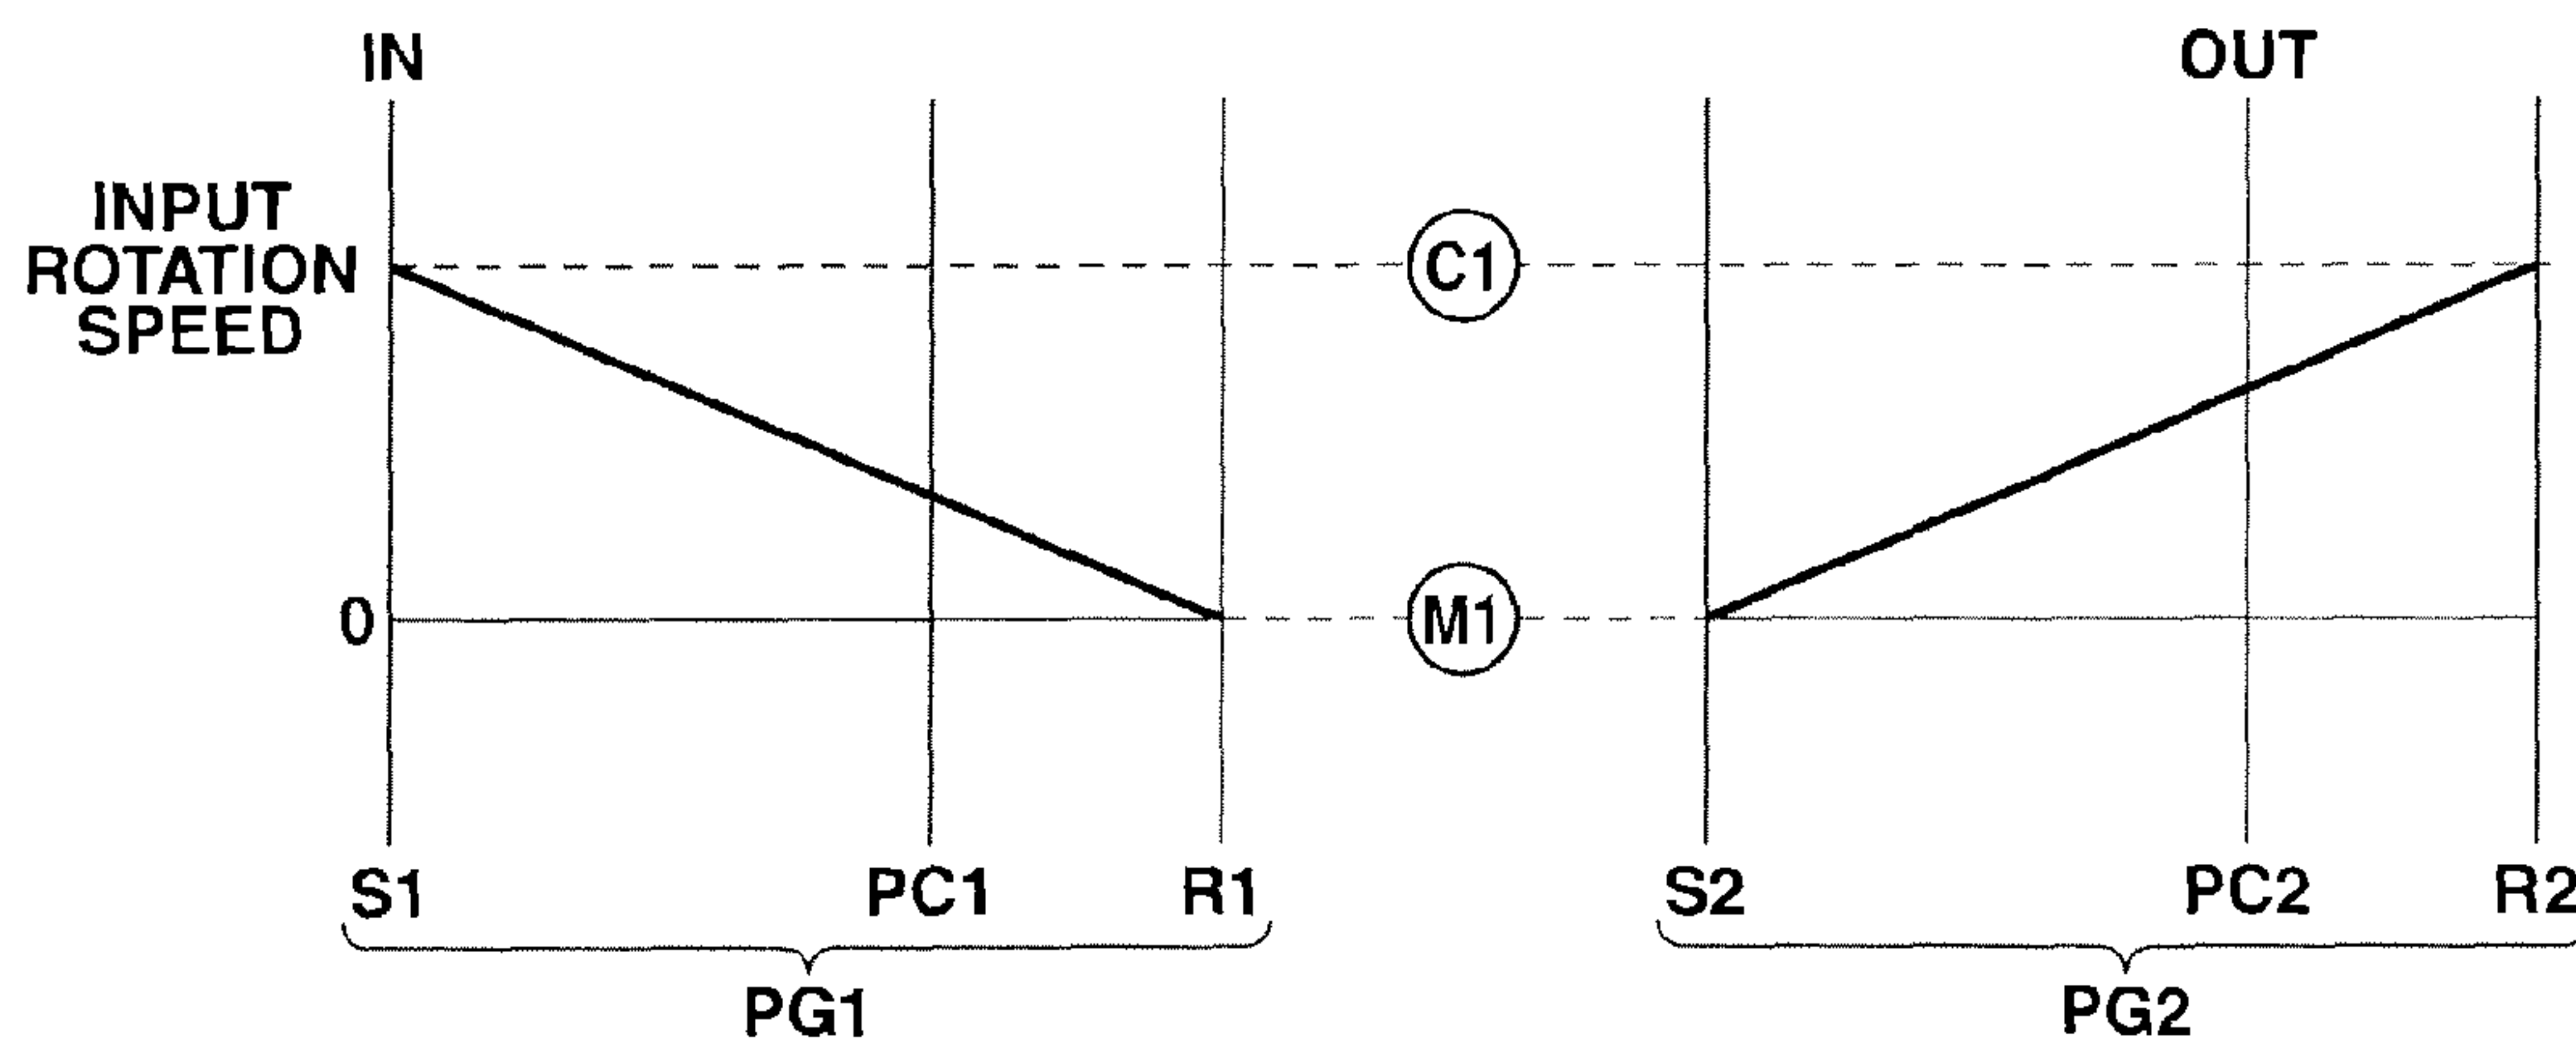 IN
OUT
INPUT
ROTATION
SPEED
C1
0
M1
S1 PC1 R1 S2 PC2 R2
PG1 PG2